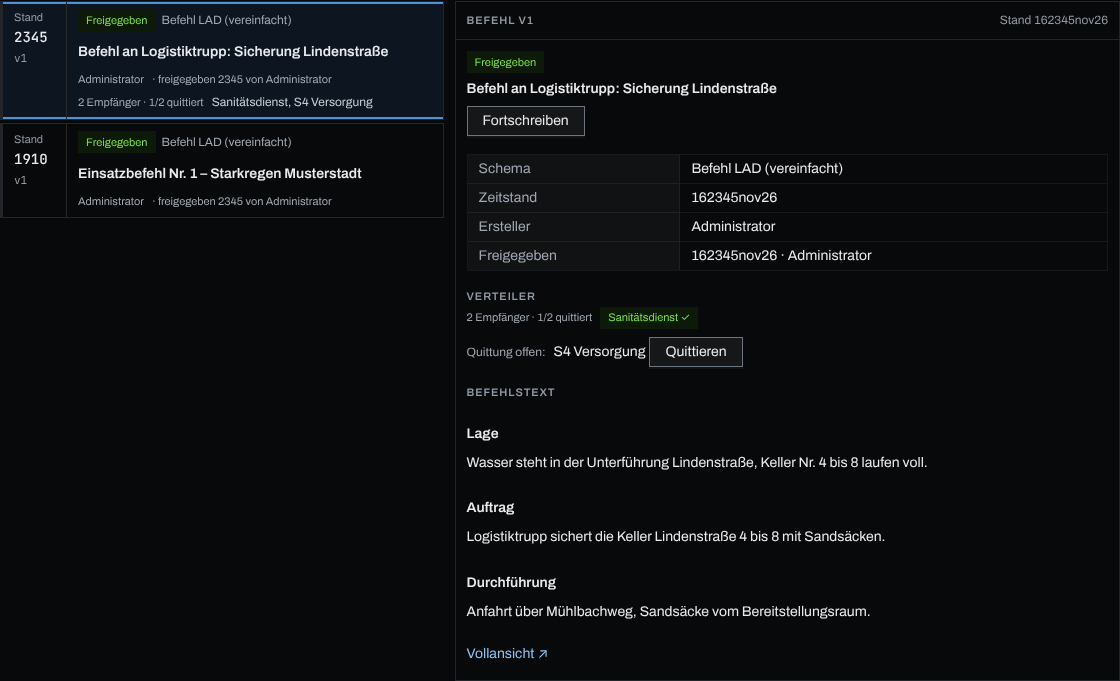 Stand
2345
v1
Freigegeben Befehl LAD (vereinfacht)
Befehl an Logistiktrupp: Sicherung Lindenstraße
Administrator · freigegeben 2345 von Administrator
2 Empfänger · 1/2 quittiert Sanitätsdienst, S4 Versorgung
Stand
1910
v1
Freigegeben Befehl LAD (vereinfacht)
Einsatzbefehl Nr. 1 – Starkregen Musterstadt
Administrator · freigegeben 2345 von Administrator
BEFEHL V1 Stand 162345nov26
Freigegeben
Befehl an Logistiktrupp: Sicherung Lindenstraße
Fortschreiben
Schema Befehl LAD (vereinfacht)
Zeitstand 162345nov26
Ersteller Administrator
Freigegeben 162345nov26 · Administrator
VERTEILER
2 Empfänger · 1/2 quittiert Sanitätsdienst ✓
Quittung offen: S4 Versorgung Quittieren
BEFEHLSTEXT
Lage
Wasser steht in der Unterführung Lindenstraße, Keller Nr. 4 bis 8 laufen voll.
Auftrag
Logistiktrupp sichert die Keller Lindenstraße 4 bis 8 mit Sandsäcken.
Durchführung
Anfahrt über Mühlbachweg, Sandsäcke vom Bereitstellungsraum.
Vollansicht ↗